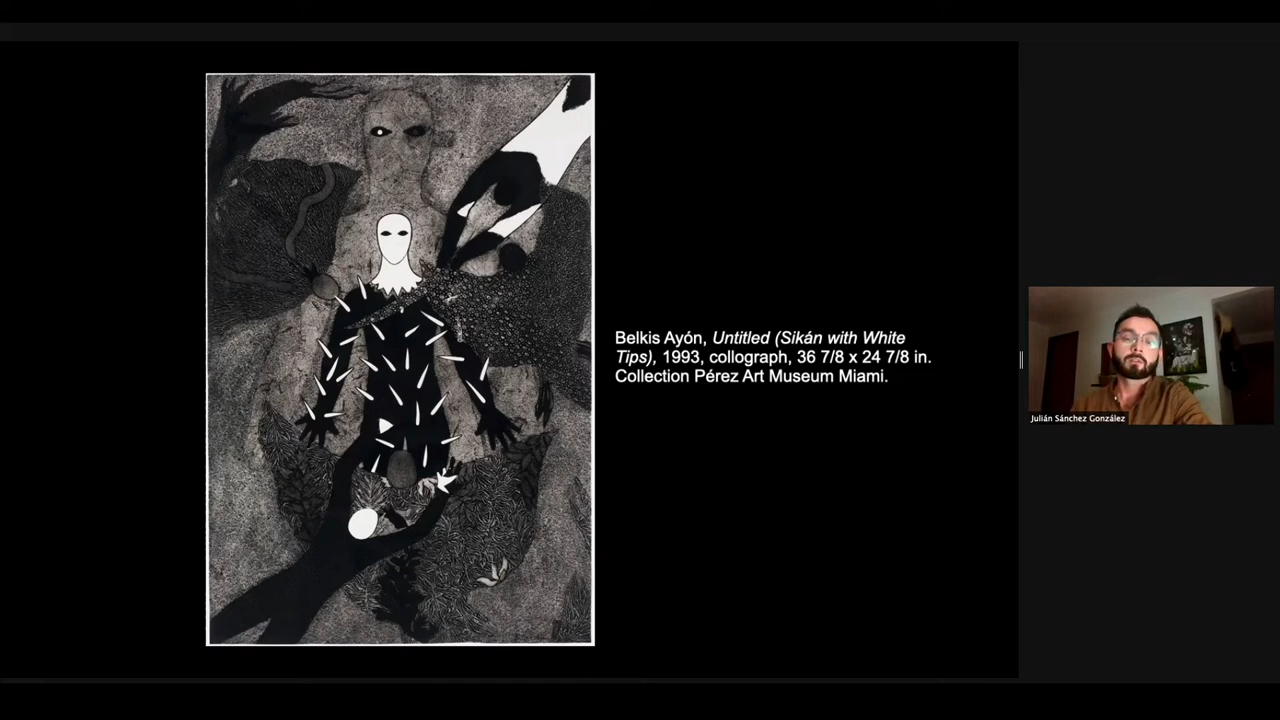 Belkis Ayón, Untitled (Sikán with White
Tips), 1993, collograph, 36 7/8 x 24 7/8 in.
Collection Pérez Art Museum Miami.
Julián Sánchez González